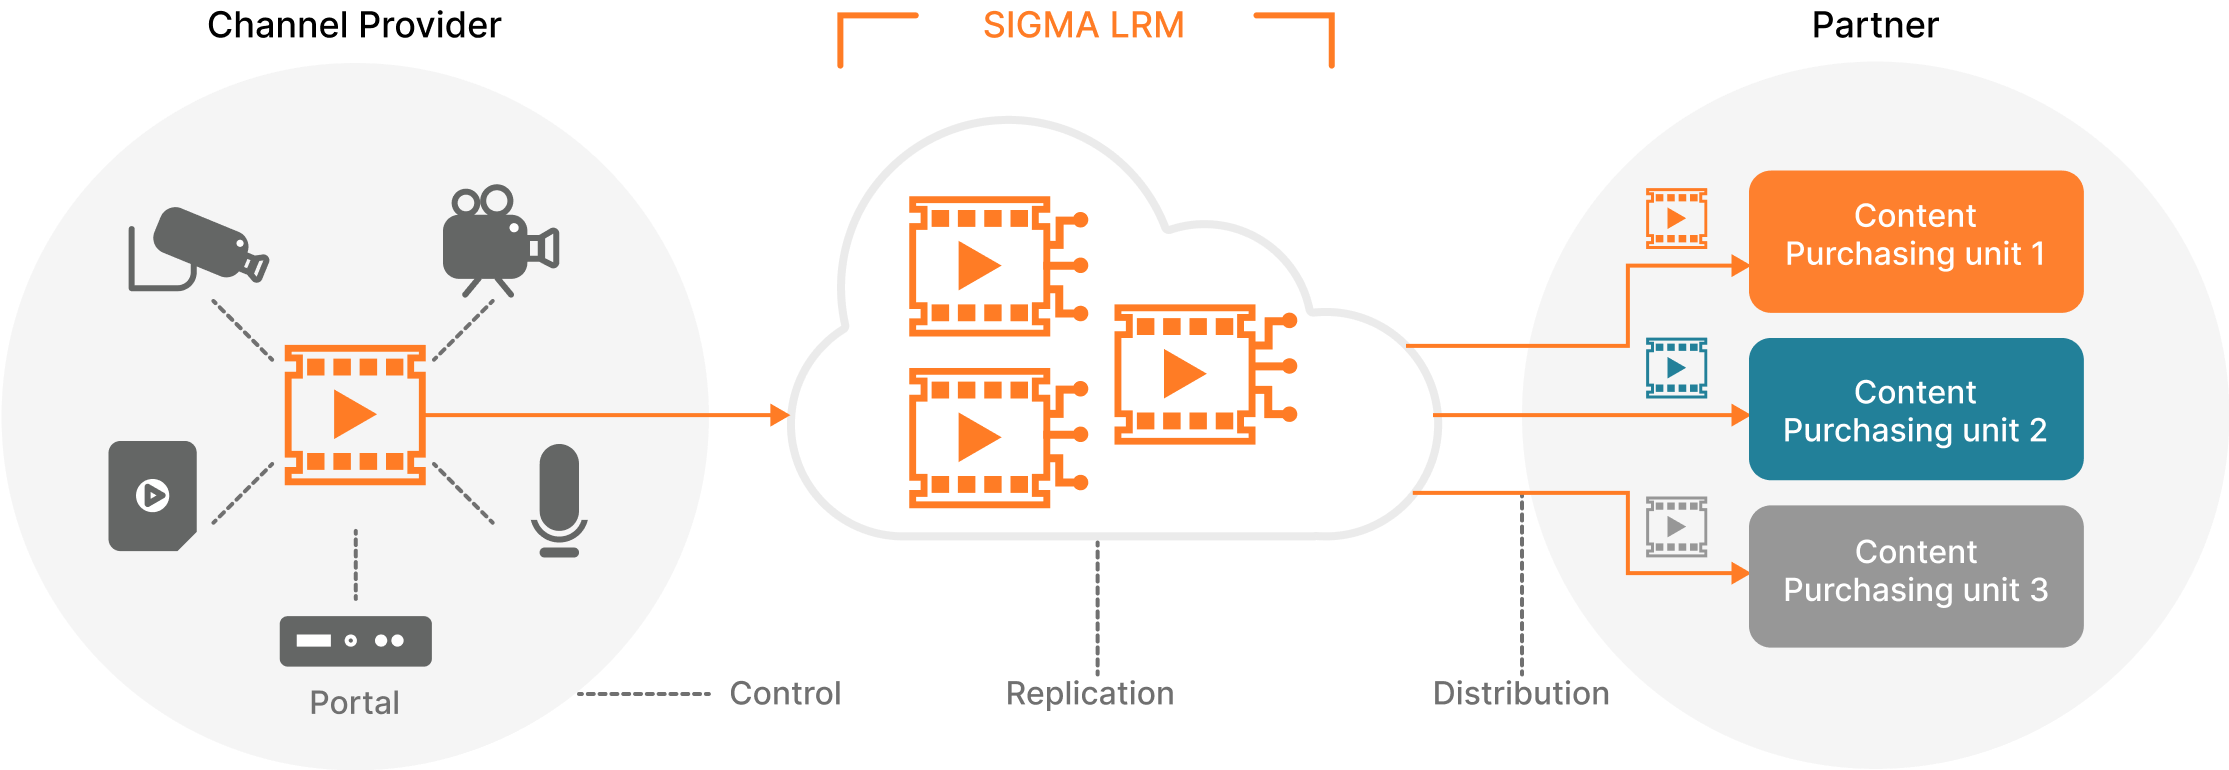 Channel Provider
SIGMA LRM
Partner
Content
Purchasing unit 1
Content
Purchasing unit 2
Content
Purchasing unit 3
Portal
Control
Replication
Distribution